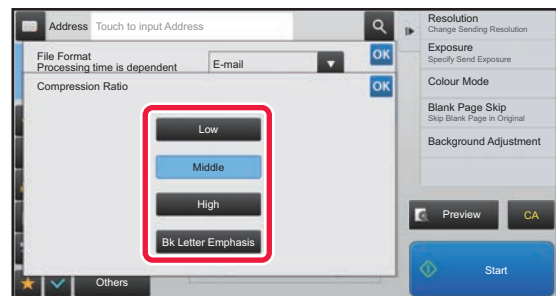 Address Touch to input Address
File Format
Processing time is dependent
E-mail
OK
Compression Ratio
OK
Low
Middle
High
Bk Letter Emphasis
Others
Resolution
Change Sending Resolution
Exposure
Specify Send Exposure
Colour Mode
Blank Page Skip
Skip Blank Page in Original
Background Adjustment
Preview
CA
Start